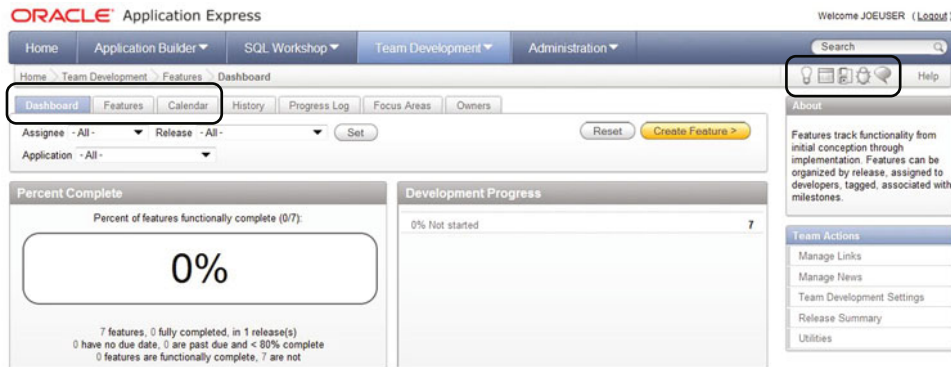 ORACLE Application Express
Welcome JOEUSER ( Logout )
Home Application Builder SQL Workshop Team Development Administration
Search
Home Team Development Features Dashboard
Help
Dashboard Features Calendar History Progress Log Focus Areas Owners
Assignee - All - Release - All - Set Reset Create Feature >
Application - All -
About
Features track functionality from
initial conception through
implementation. Features can be
organized by release, assigned to
developers, tagged, associated with
milestones.
Percent Complete
Percent of features functionally complete (0/7):
0%
7 features, 0 fully completed, in 1 release(s)
0 have no due date, 0 are past due and < 80% complete
0 features are functionally complete, 7 are not
Development Progress
0% Not started 7
Team Actions
Manage Links
Manage News
Team Development Settings
Release Summary
Utilities